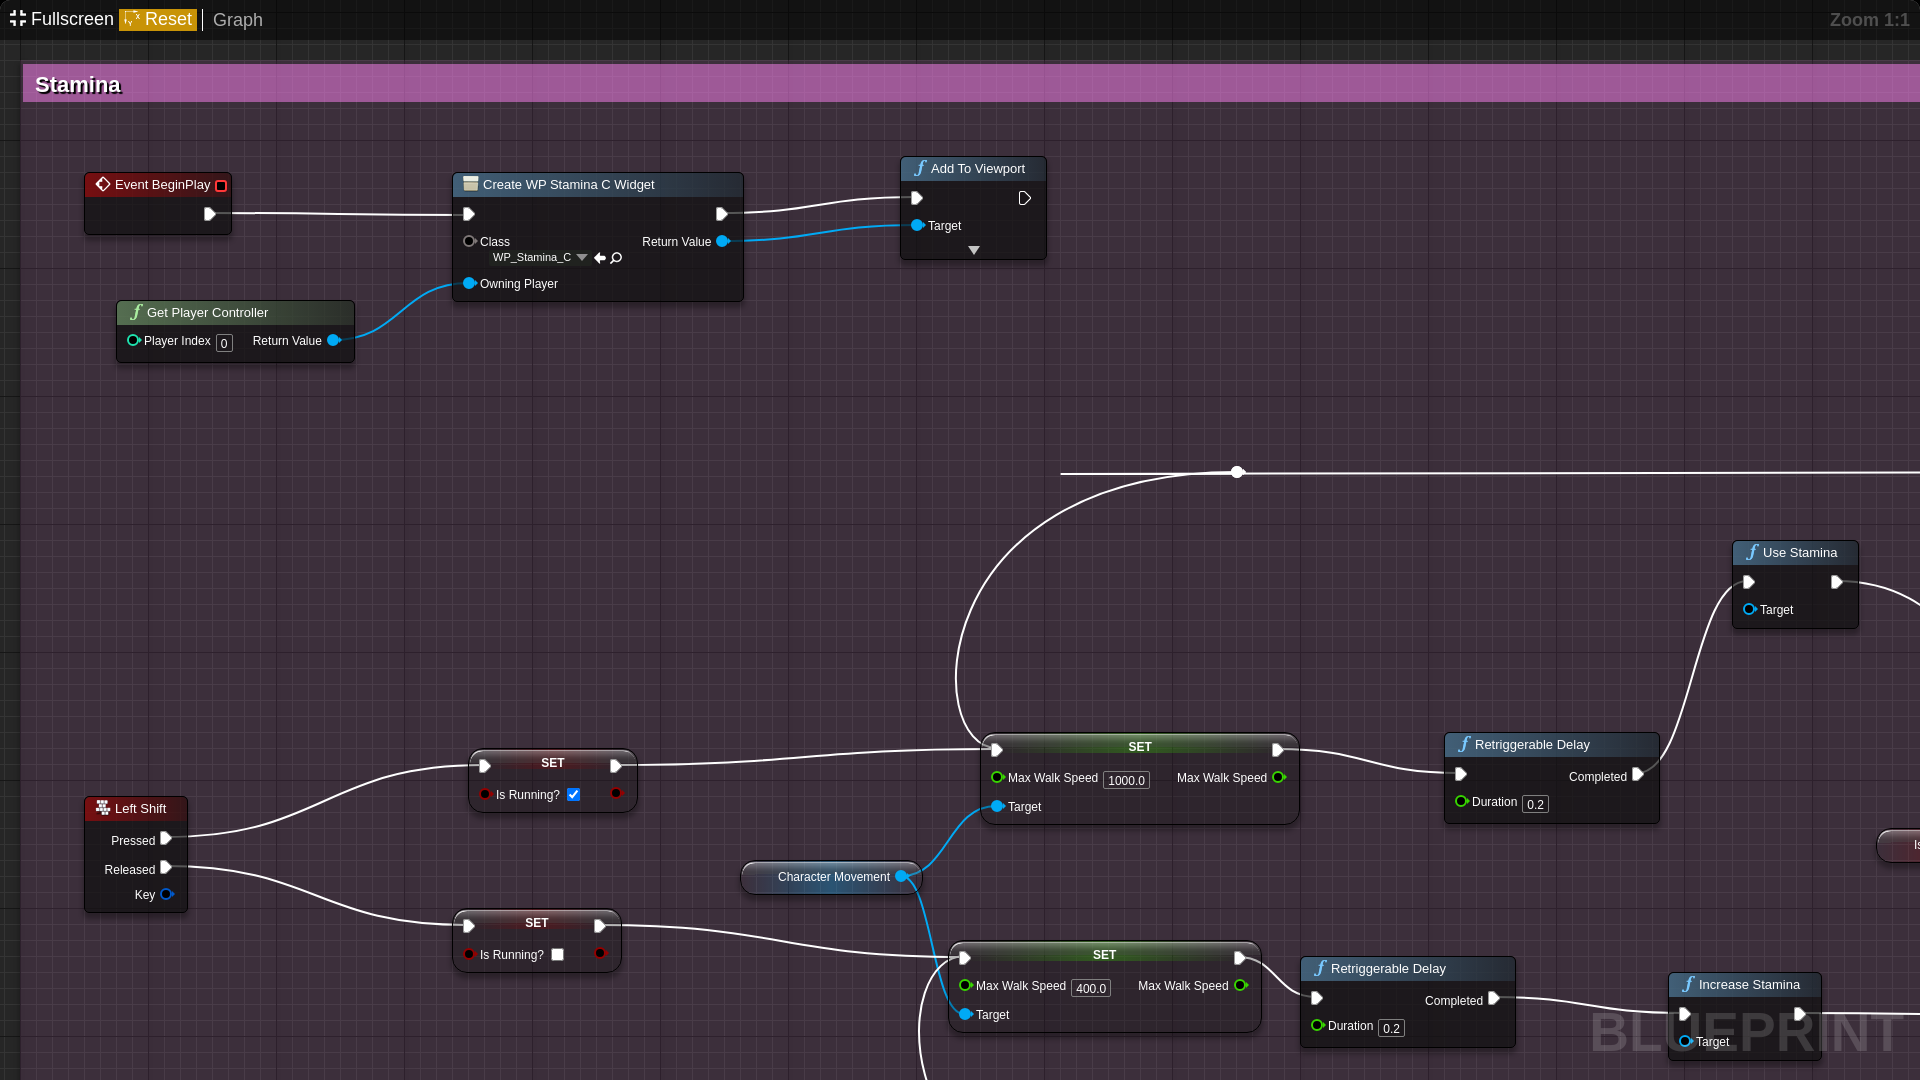 Fullscreen Reset Graph Zoom 1:1
Stamina
Add To Viewport
Target
Event BeginPlay
Create WP Stamina C Widget
Class
WP_Stamina_C
Return Value
Owning Player
Get Player Controller
Player Index 0 Return Value
Use Stamina
Target
SET
Max Walk Speed 1000.0 Max Walk Speed
Target
Retriggerable Delay
Completed
Duration 0.2
SET
Is Running?
Left Shift
Pressed
Released
Key
Is
Character Movement
SET
Is Running?
SET
Max Walk Speed 400.0 Max Walk Speed
Target
Retriggerable Delay
Completed
Duration 0.2
Increase Stamina
Target
BLUEPRINT